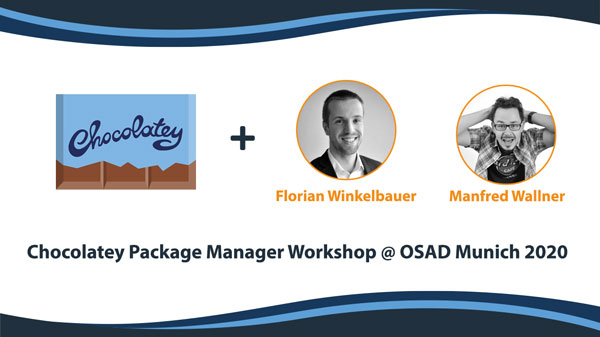 Chocolatey
+
Florian Winkelbauer
Manfred Wallner
Chocolatey Package Manager Workshop @ OSAD Munich 2020